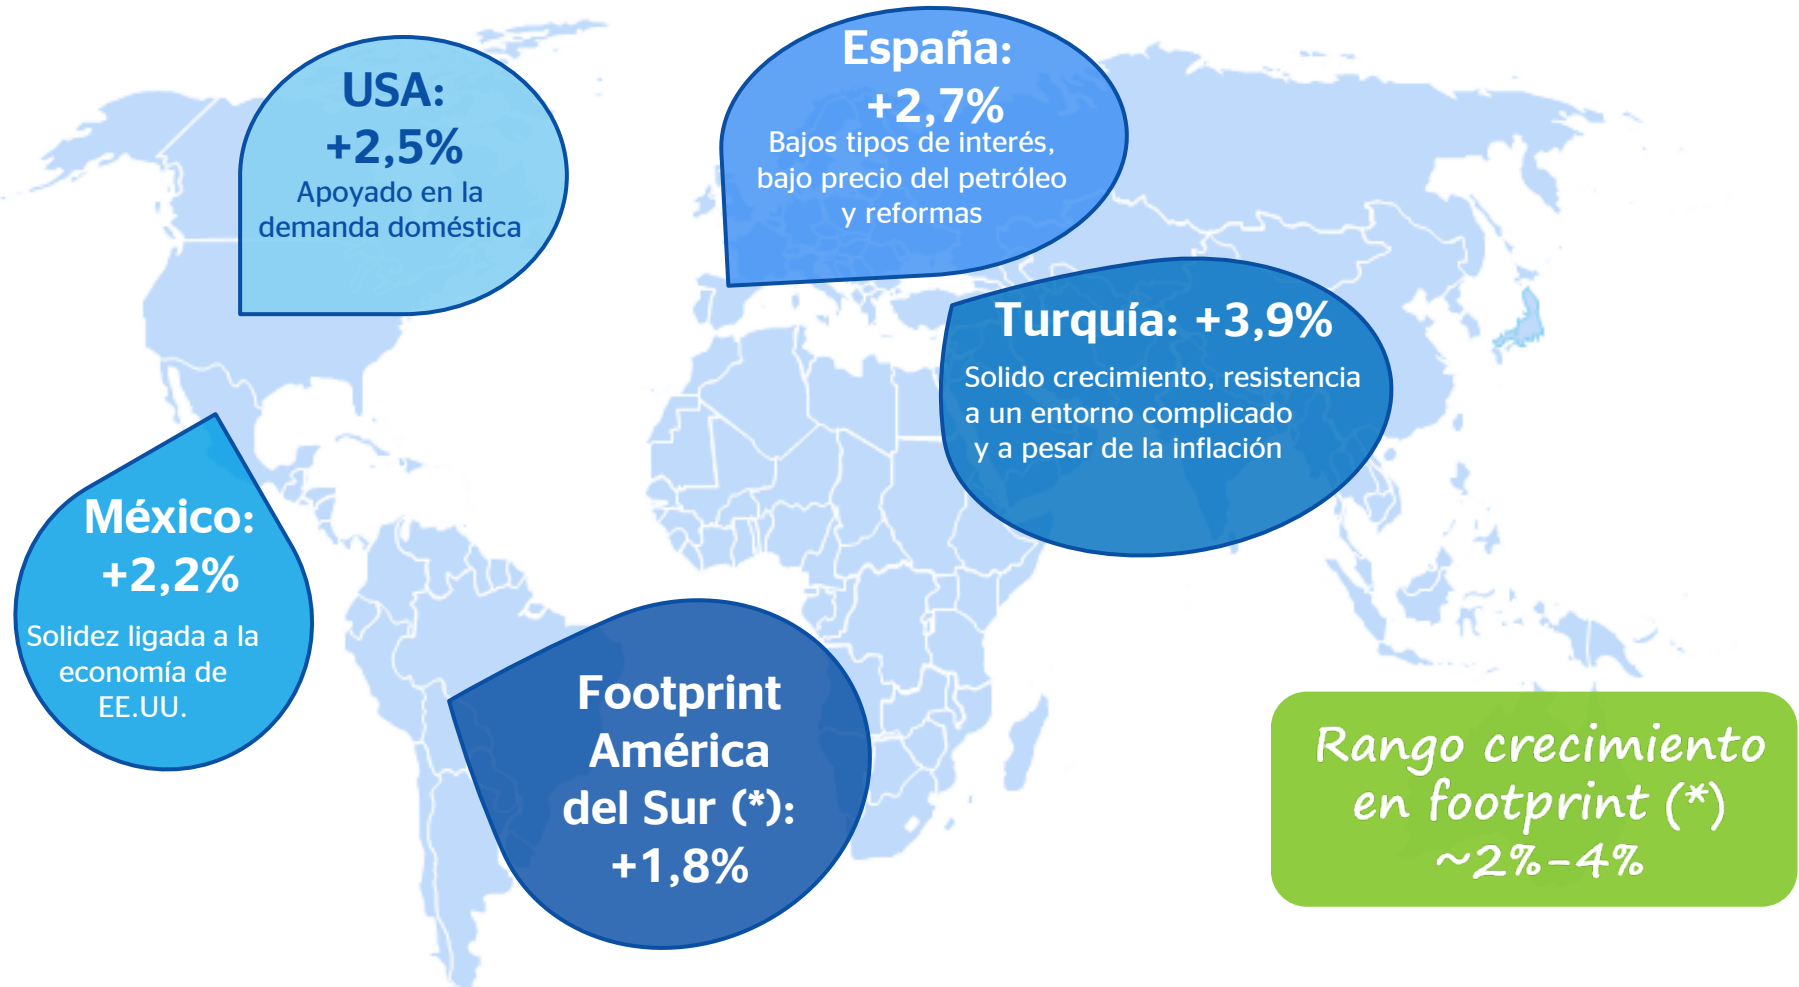 USA:
+2,5%
Apoyado en la
demanda doméstica
España:
+2,7%
Bajos tipos de interés,
bajo precio del petróleo
y reformas
Turquía: +3,9%
Solido crecimiento, resistencia
a un entorno complicado
y a pesar de la inflación
México:
+2,2%
Solidez ligada a la
economía de
EE.UU.
Footprint
América
del Sur (*):
+1,8%
Rango crecimiento
en footprint (*)
~2%-4%